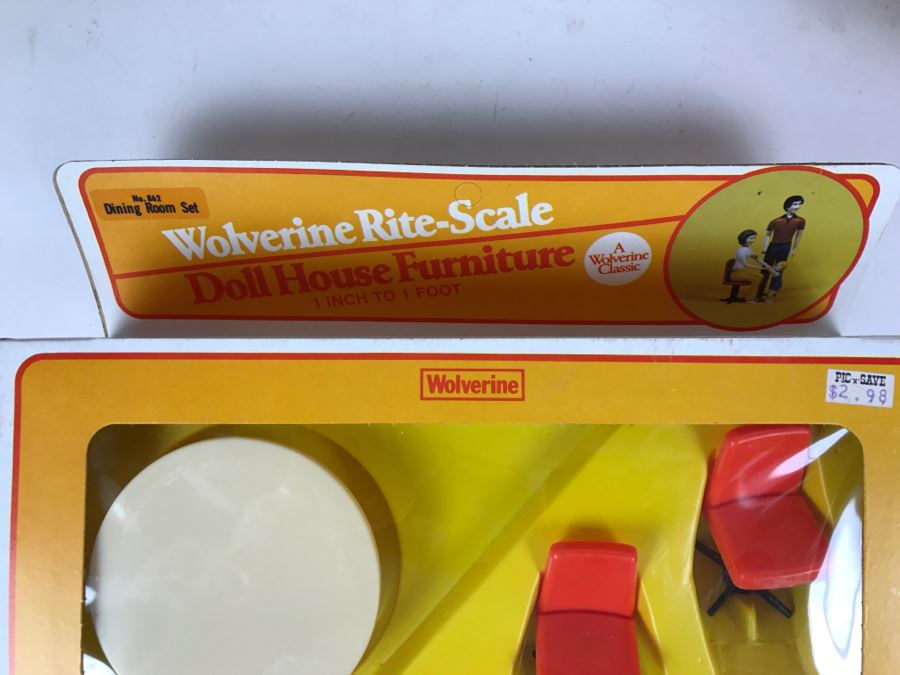 No. 862
Dining Room Set
Wolverine Rite-Scale
Doll House Furniture
1 INCH TO 1 FOOT
A
Wolverine
Classic
Wolverine
PIC 'N' SAVE
$2.98